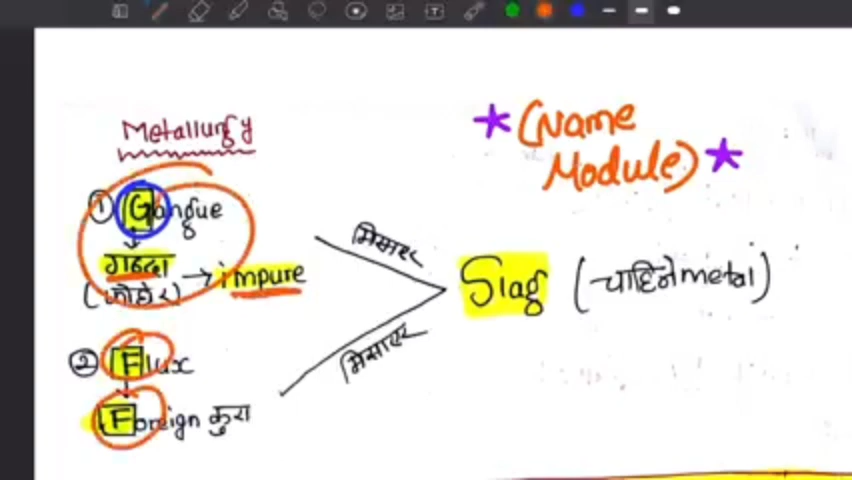 Metallurgy
★ (Name
Module) ★
① Gangue
गहदा → impure
(फोहोर)
मिसाएर
Slag (चाहिने metal)
मिसाएर
② Flux
Foreign कुरा